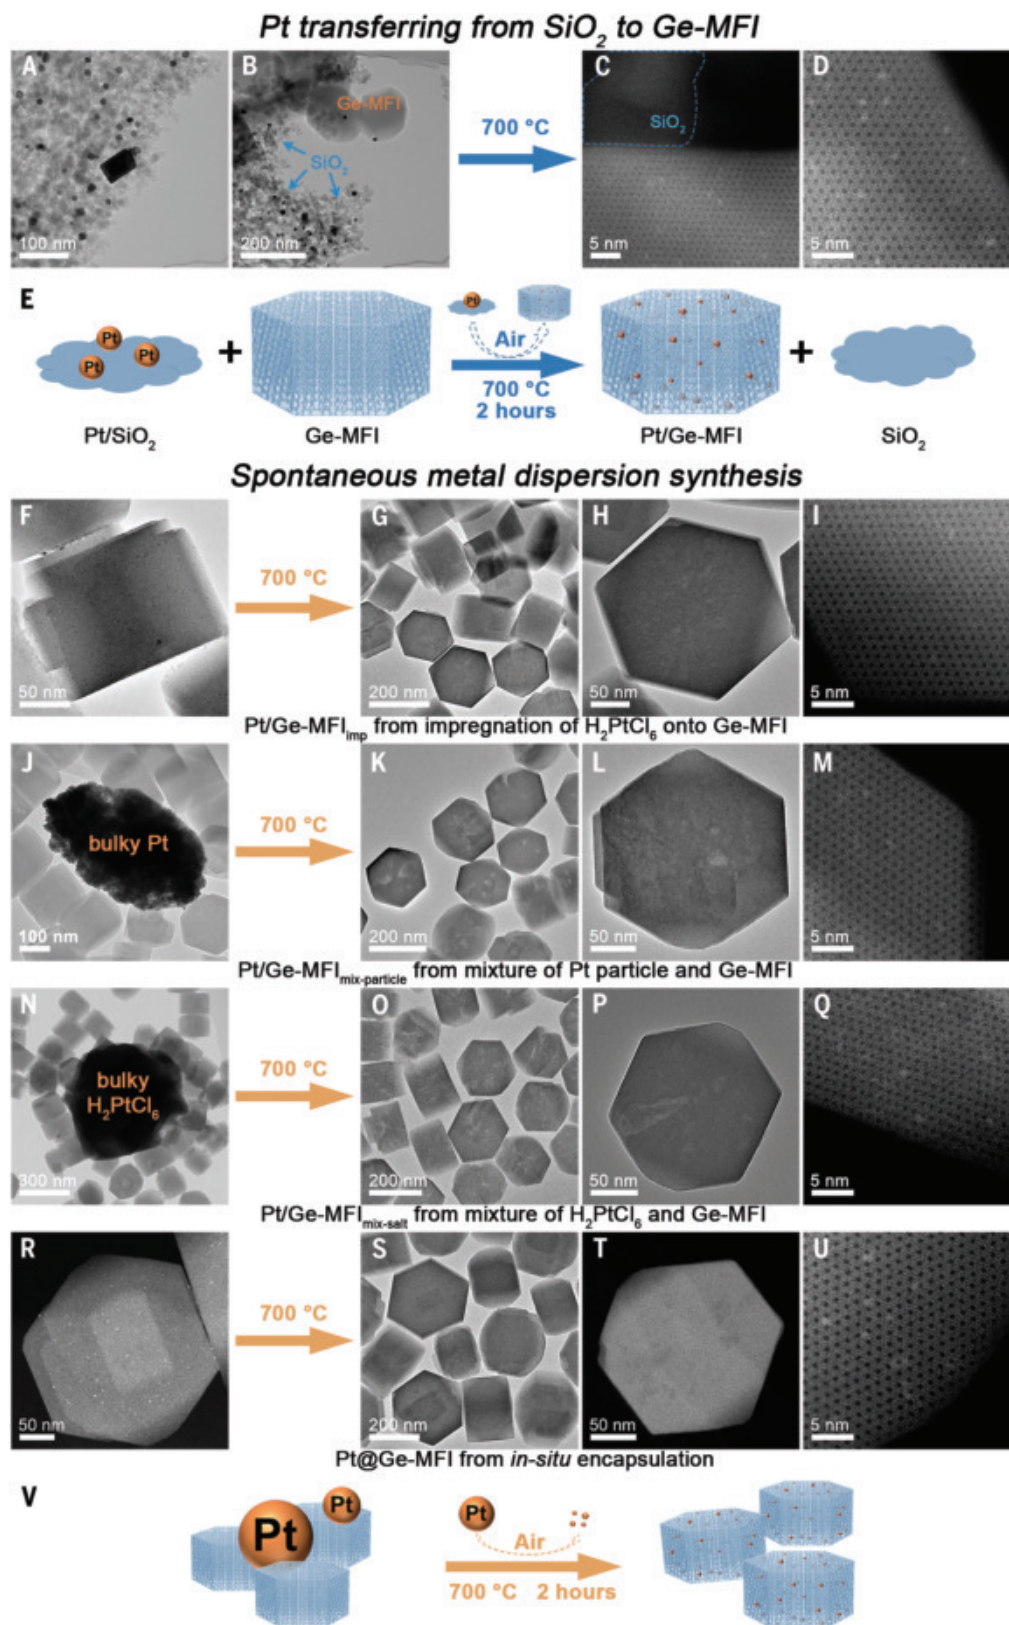 Pt transferring from SiO₂ to Ge-MFI
A
100 nm
B
Ge-MFI
SiO₂
200 nm
700 °C
C
SiO₂
5 nm
D
5 nm
E
Pt
Pt
Pt
Pt/SiO₂
+
Ge-MFI
Pt
Air
700 °C
2 hours
Pt/Ge-MFI
+
SiO₂
Spontaneous metal dispersion synthesis
F
50 nm
700 °C
G
200 nm
H
50 nm
I
5 nm
Pt/Ge-MFI_imp from impregnation of H₂PtCl₆ onto Ge-MFI
J
bulky Pt
100 nm
700 °C
K
200 nm
L
50 nm
M
5 nm
Pt/Ge-MFI_mix-particle from mixture of Pt particle and Ge-MFI
N
bulky
H₂PtCl₆
300 nm
700 °C
O
200 nm
P
50 nm
Q
5 nm
Pt/Ge-MFI_mix-salt from mixture of H₂PtCl₆ and Ge-MFI
R
50 nm
700 °C
S
200 nm
T
50 nm
U
5 nm
Pt@Ge-MFI from in-situ encapsulation
V
Pt
Pt
Pt
Air
700 °C 2 hours